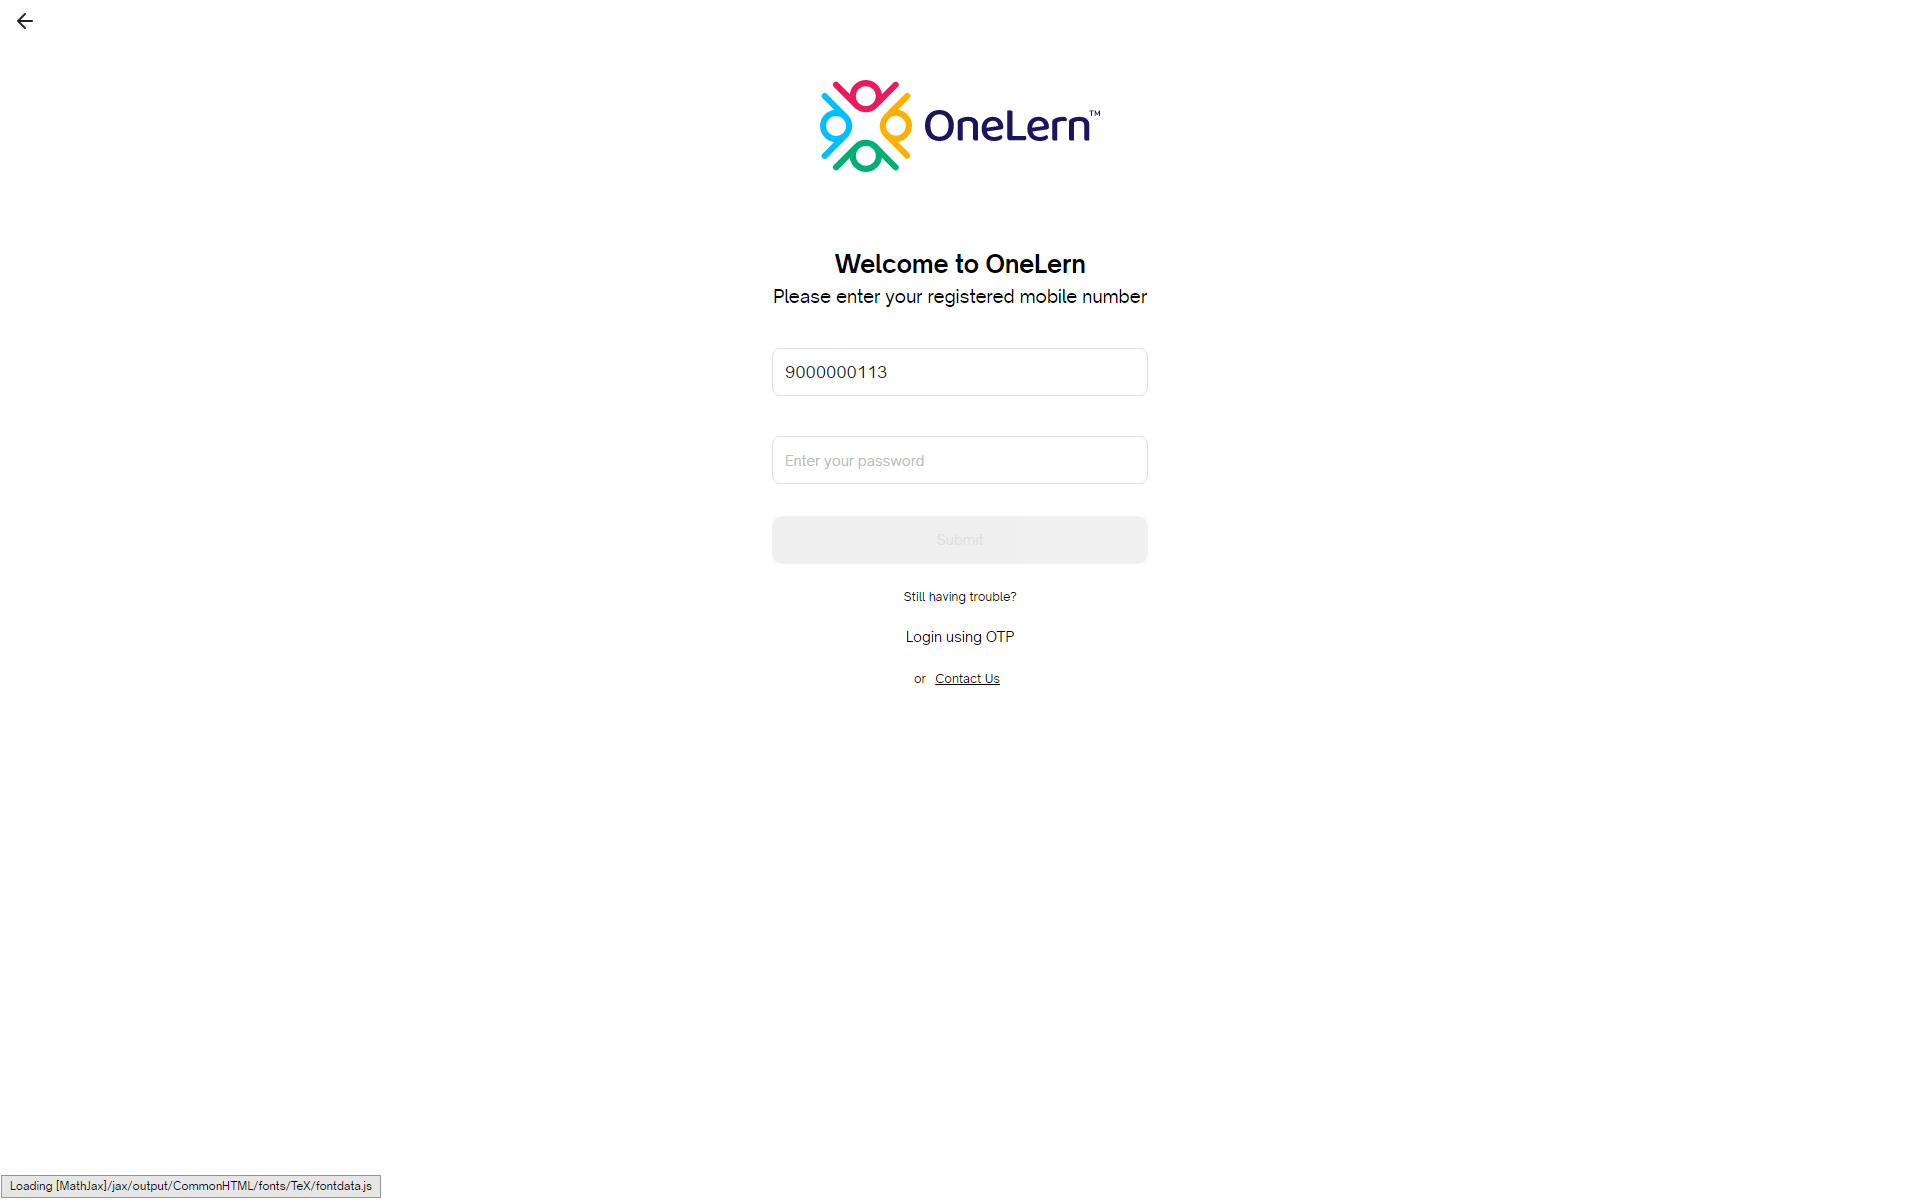 OneLern™
Welcome to OneLern
Please enter your registered mobile number
9000000113
Enter your password
Submit
Still having trouble?
Login using OTP
or Contact Us
Loading [MathJax]/jax/output/CommonHTML/fonts/TeX/fontdata.js